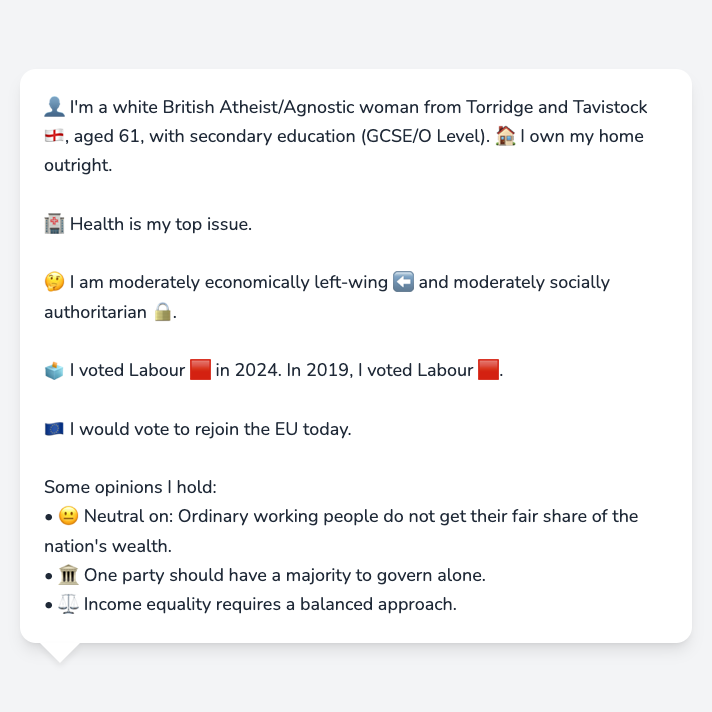 👤 I'm a white British Atheist/Agnostic woman from Torridge and Tavistock
🏴󠁧󠁢󠁥󠁮󠁧󠁿, aged 61, with secondary education (GCSE/O Level). 🏠 I own my home
outright.
🏥 Health is my top issue.
🤔 I am moderately economically left-wing ⬅️ and moderately socially
authoritarian 🔒.
🗳️ I voted Labour 🟥 in 2024. In 2019, I voted Labour 🟥.
🇪🇺 I would vote to rejoin the EU today.
Some opinions I hold:
• 😐 Neutral on: Ordinary working people do not get their fair share of the
nation's wealth.
• 🏛️ One party should have a majority to govern alone.
• ⚖️ Income equality requires a balanced approach.